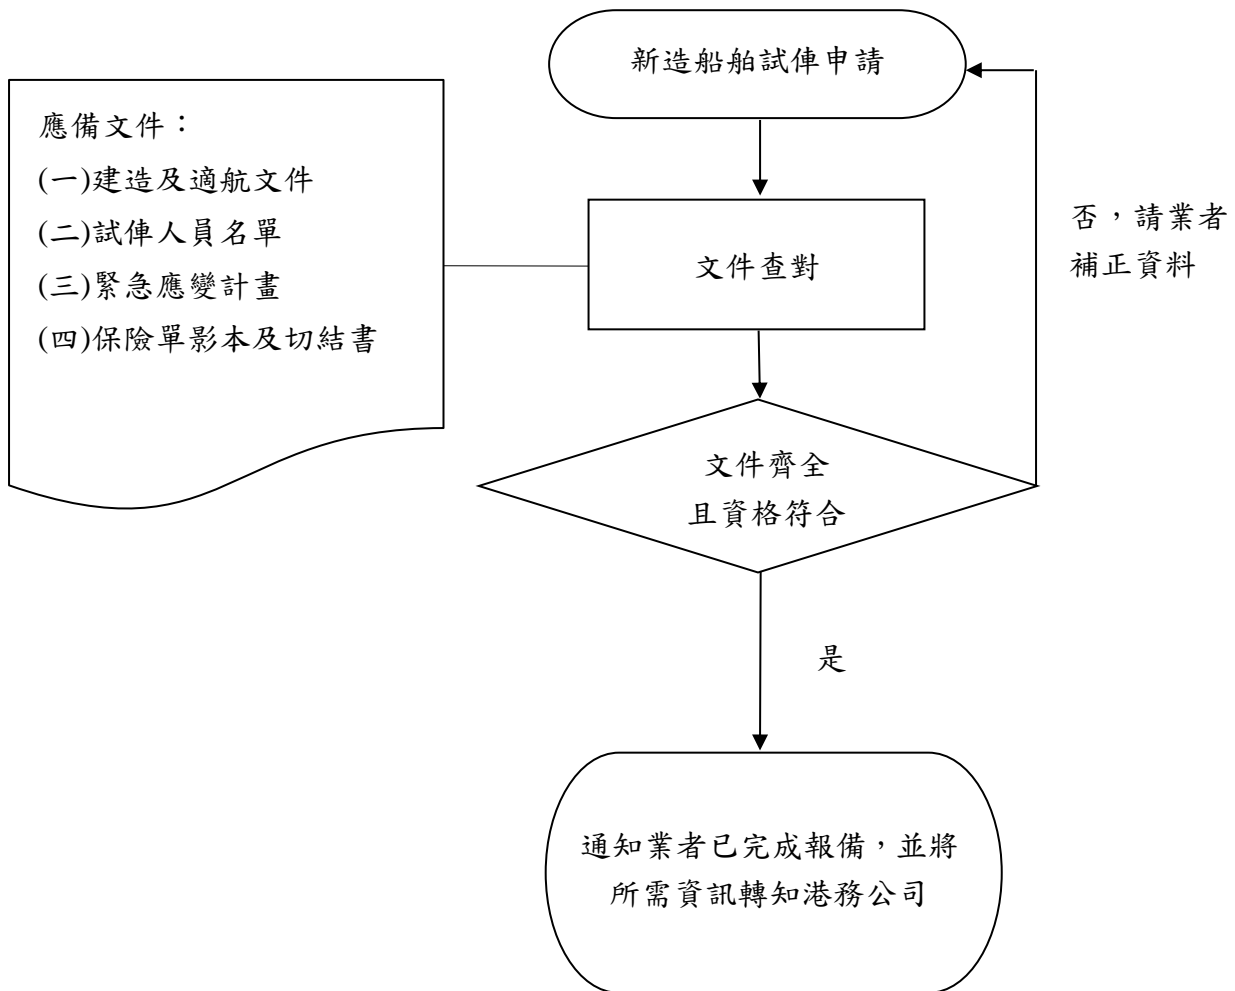 新造船舶試俥申請
應備文件：
(一)建造及適航文件
(二)試俥人員名單
(三)緊急應變計畫
(四)保險單影本及切結書
文件查對
否，請業者
補正資料
文件齊全
且資格符合
是
通知業者已完成報備，並將
所需資訊轉知港務公司